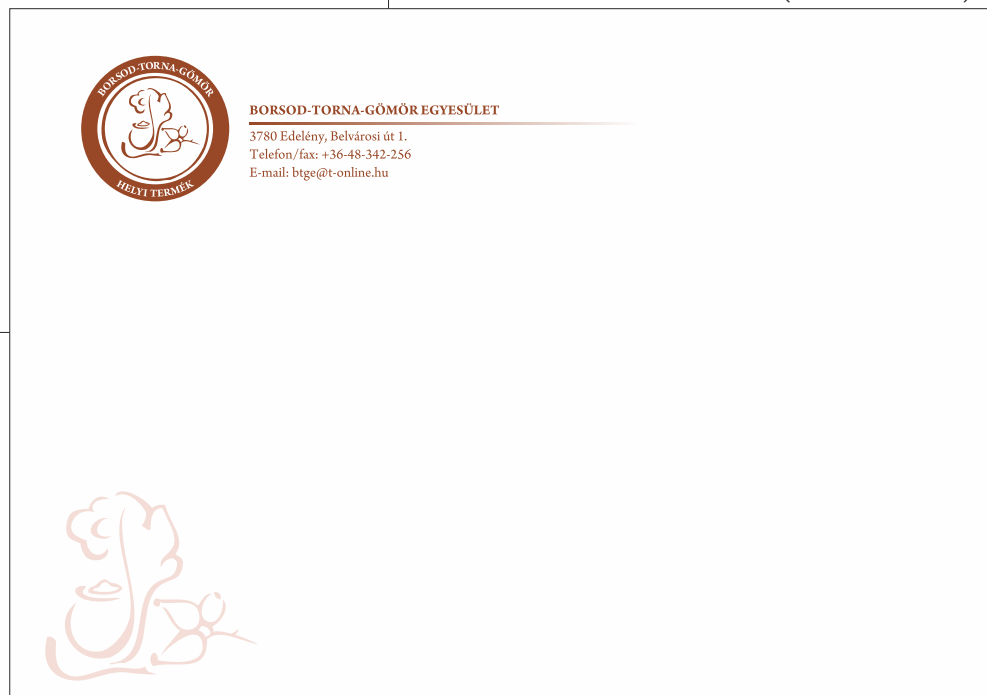 BORSOD-TORNA-GÖMÖR
HELYI TERMÉK
BORSOD-TORNA-GÖMÖR EGYESÜLET
3780 Edelény, Belvárosi út 1.
Telefon/fax: +36-48-342-256
E-mail: btge@t-online.hu